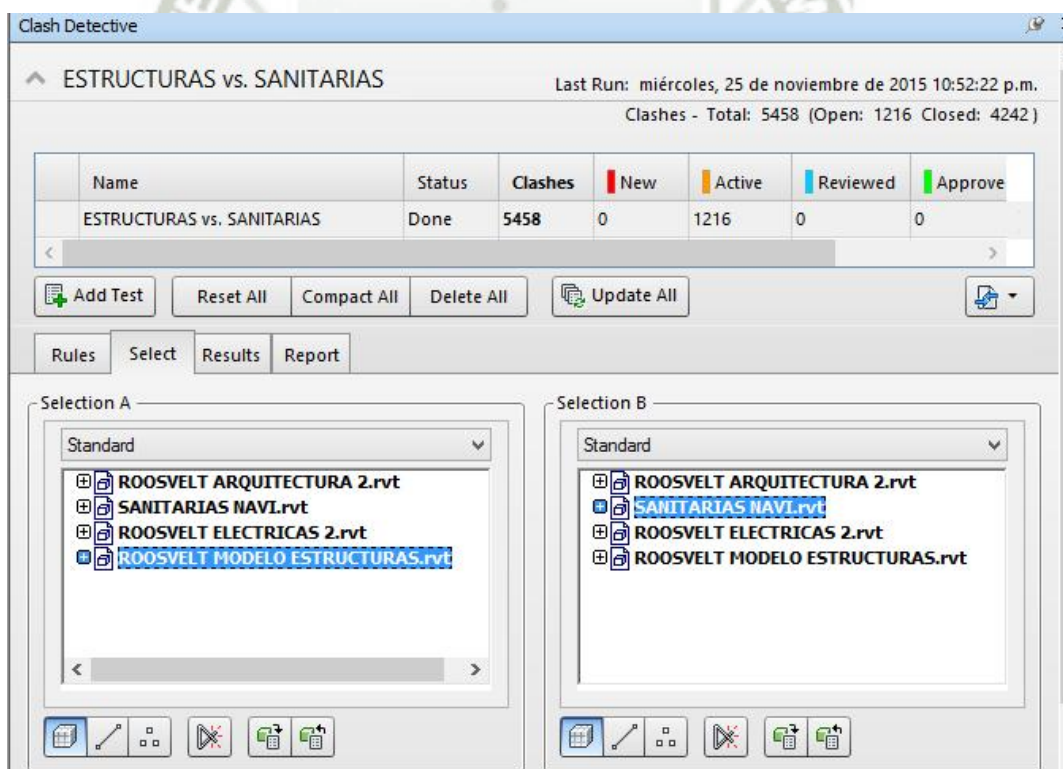 Clash Detective
ESTRUCTURAS vs. SANITARIAS
Last Run: miércoles, 25 de noviembre de 2015 10:52:22 p.m.
Clashes - Total: 5458 (Open: 1216 Closed: 4242)
Name Status Clashes New Active Reviewed Approve
ESTRUCTURAS vs. SANITARIAS Done 5458 0 1216 0 0
Add Test Reset All Compact All Delete All Update All
Rules Select Results Report
Selection A
Standard
ROOSVELT ARQUITECTURA 2.rvt
SANITARIAS NAVI.rvt
ROOSVELT ELECTRICAS 2.rvt
ROOSVELT MODELO ESTRUCTURAS.rvt
Selection B
Standard
ROOSVELT ARQUITECTURA 2.rvt
SANITARIAS NAVI.rvt
ROOSVELT ELECTRICAS 2.rvt
ROOSVELT MODELO ESTRUCTURAS.rvt